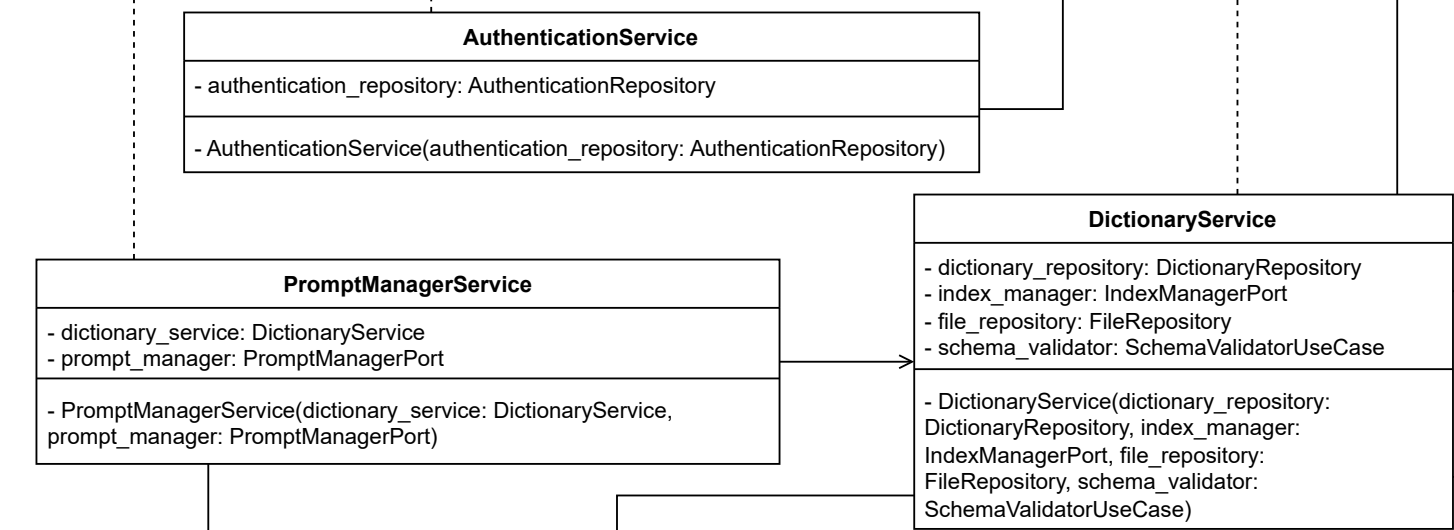 AuthenticationService
- authentication_repository: AuthenticationRepository
- AuthenticationService(authentication_repository: AuthenticationRepository)
PromptManagerService
- dictionary_service: DictionaryService
- prompt_manager: PromptManagerPort
- PromptManagerService(dictionary_service: DictionaryService,
prompt_manager: PromptManagerPort)
DictionaryService
- dictionary_repository: DictionaryRepository
- index_manager: IndexManagerPort
- file_repository: FileRepository
- schema_validator: SchemaValidatorUseCase
- DictionaryService(dictionary_repository:
DictionaryRepository, index_manager:
IndexManagerPort, file_repository:
FileRepository, schema_validator:
SchemaValidatorUseCase)